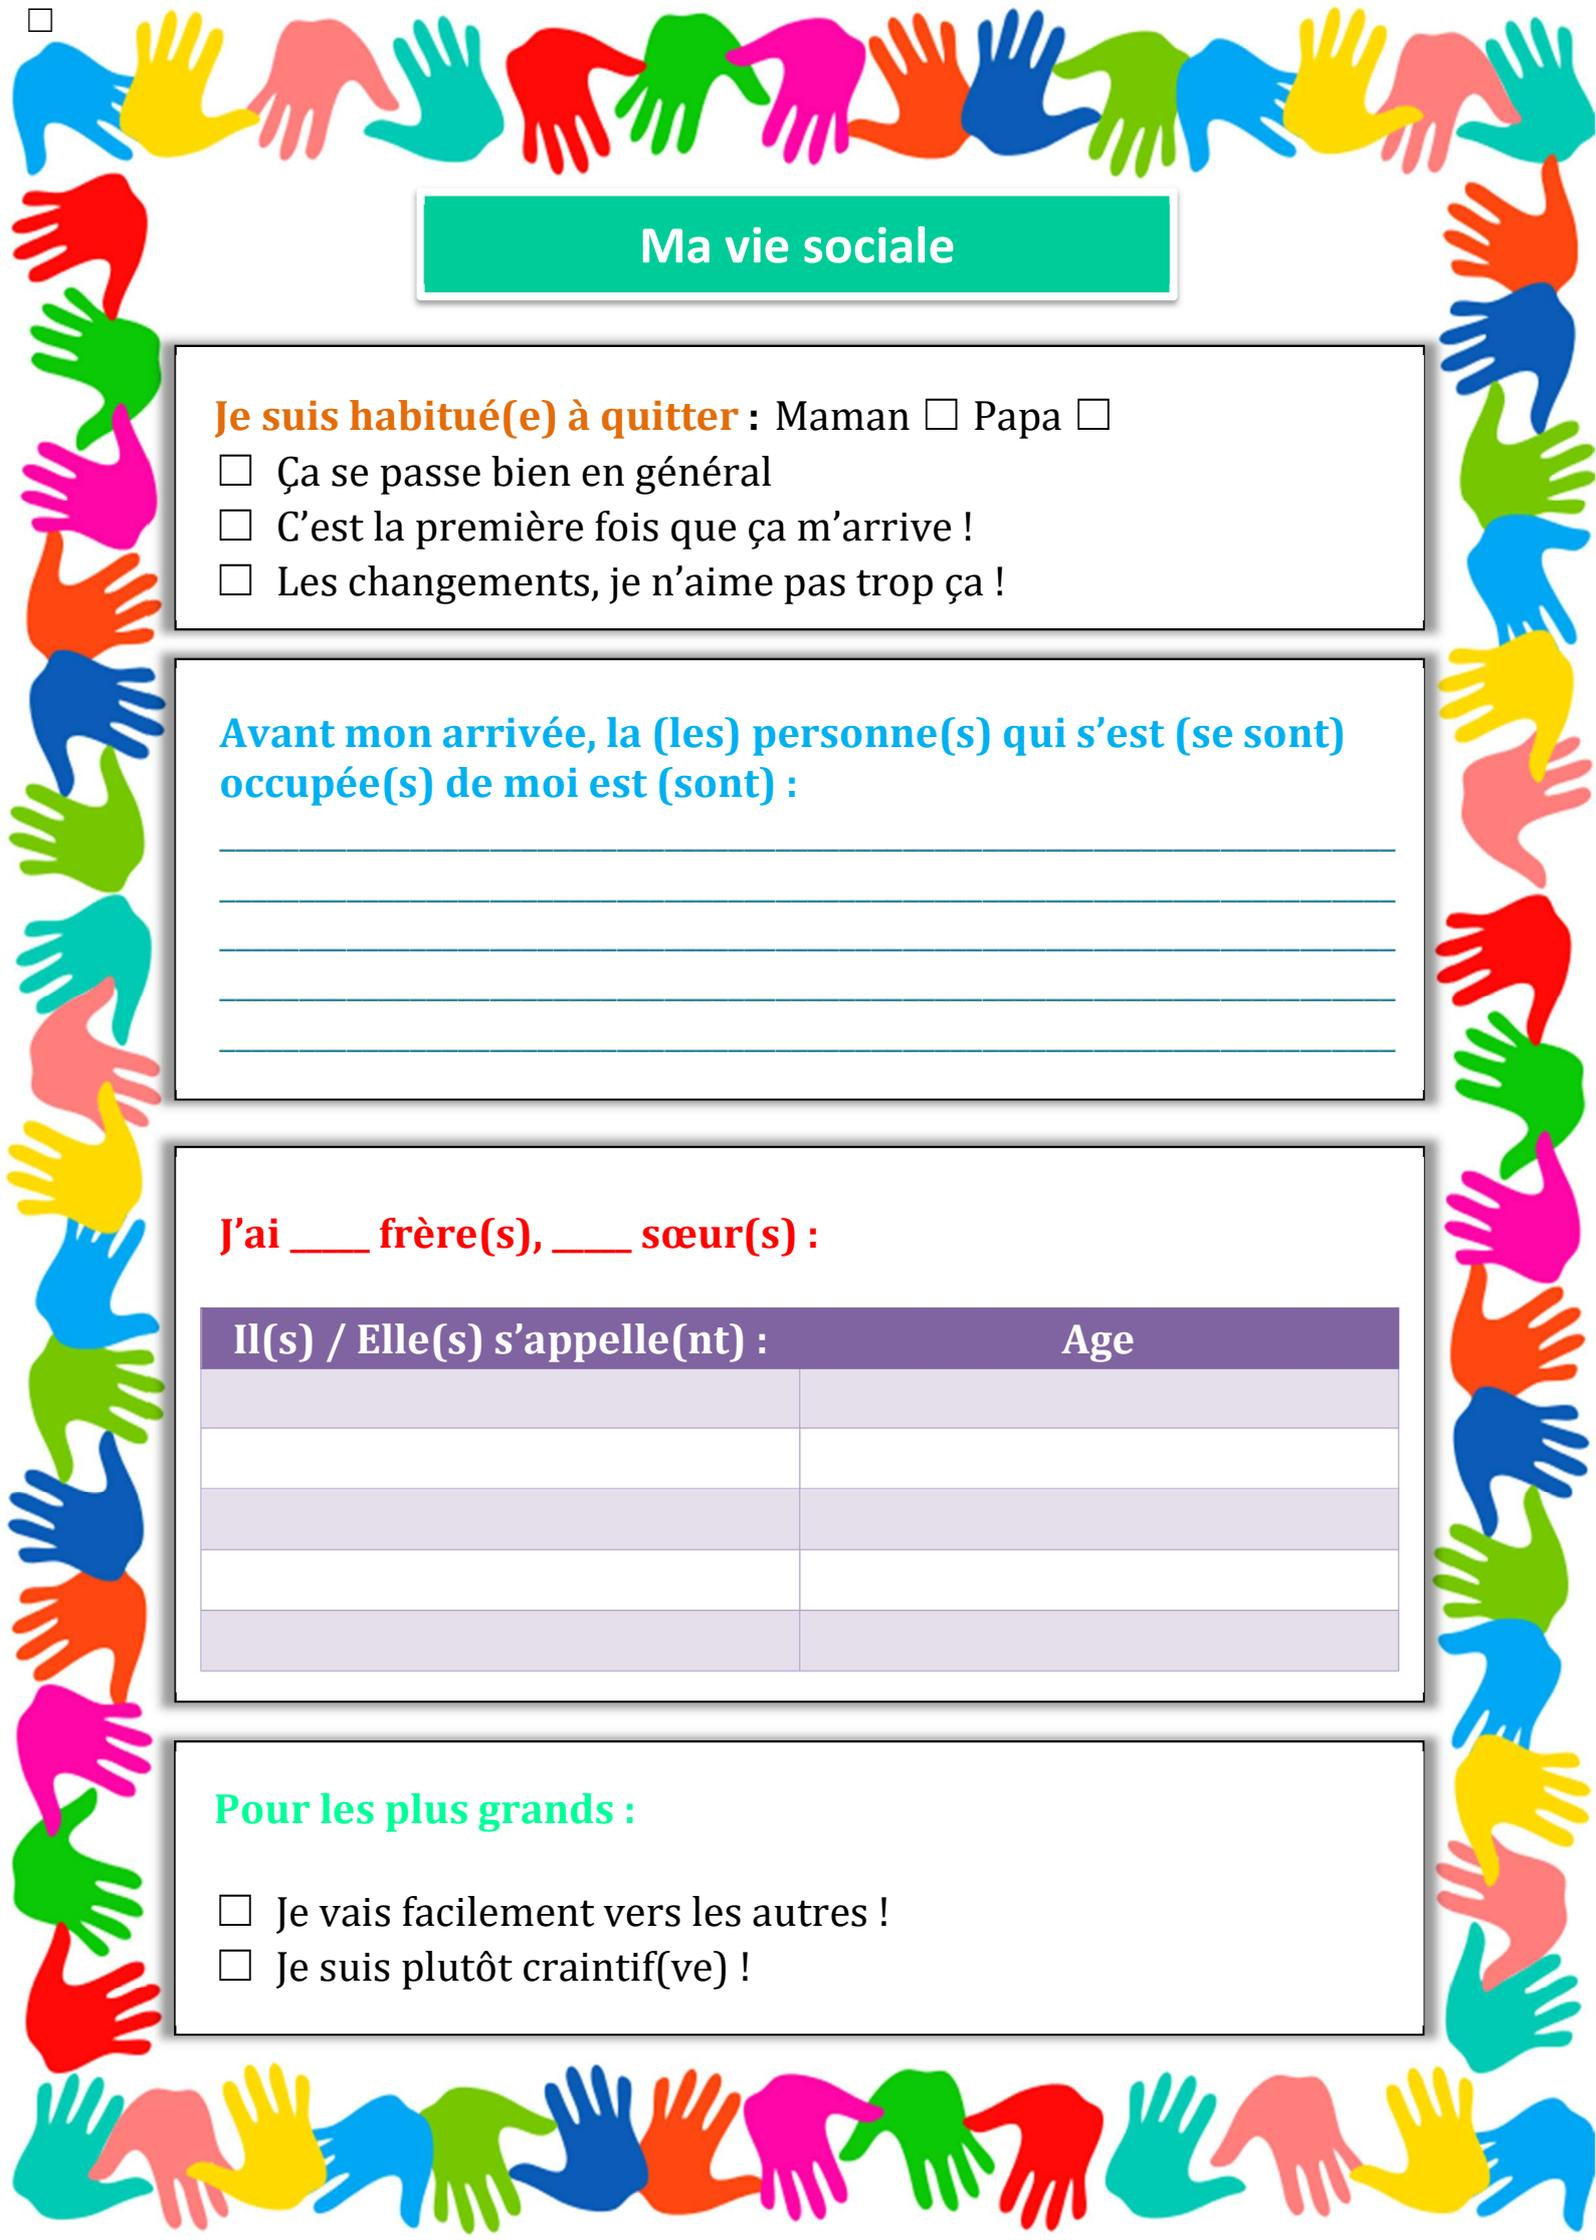 ☐
Ma vie sociale
Je suis habitué(e) à quitter : Maman ☐ Papa ☐
☐ Ça se passe bien en général
☐ C’est la première fois que ça m’arrive !
☐ Les changements, je n’aime pas trop ça !
Avant mon arrivée, la (les) personne(s) qui s’est (se sont)
occupée(s) de moi est (sont) :
J’ai _____ frère(s), _____ sœur(s) :
Il(s) / Elle(s) s’appelle(nt) : Age
Pour les plus grands :
☐ Je vais facilement vers les autres !
☐ Je suis plutôt craintif(ve) !